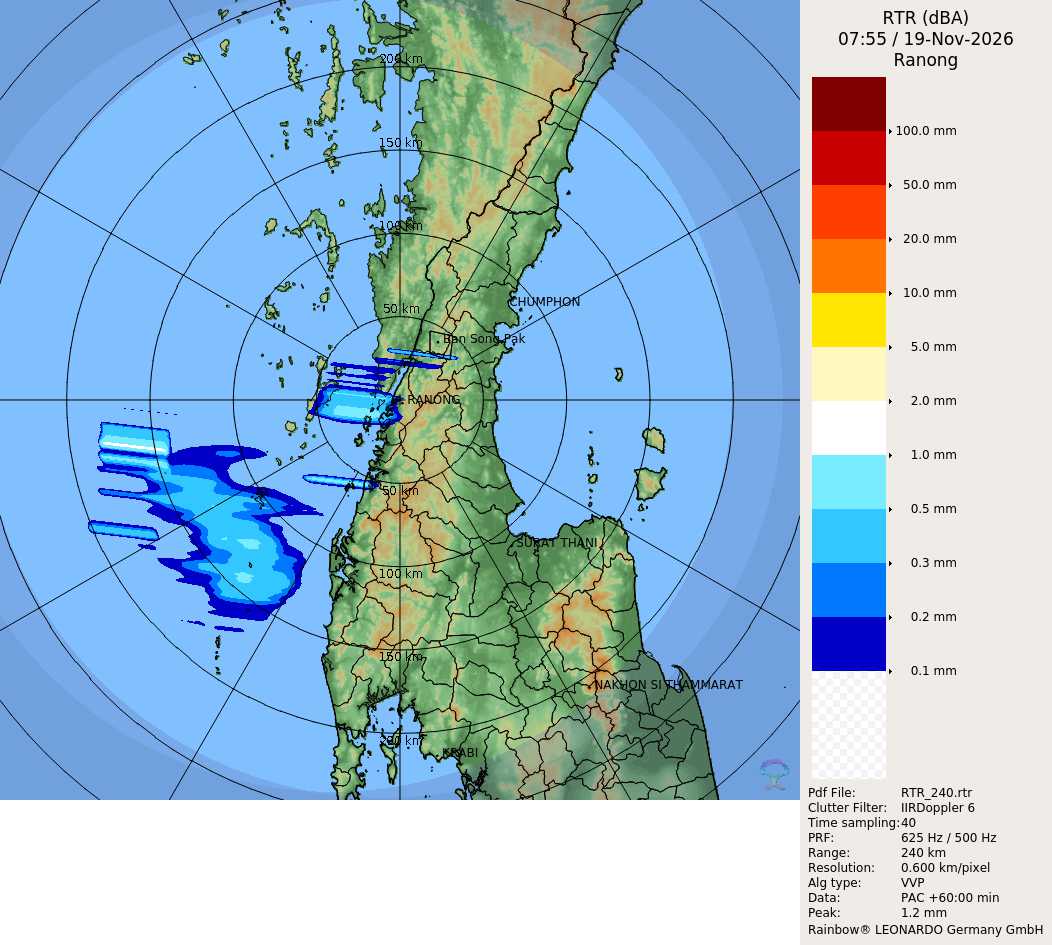 RTR (dBA)
07:55 / 19-Nov-2026
Ranong
200 km
150 km
100 km
50 km
CHUMPHON
Ban Song Pak
RANONG
50 km
SURAT THANI
100 km
150 km
NAKHON SI THAMMARAT
200 km
KRABI
100.0 mm
50.0 mm
20.0 mm
10.0 mm
5.0 mm
2.0 mm
1.0 mm
0.5 mm
0.3 mm
0.2 mm
0.1 mm
Pdf File: RTR_240.rtr
Clutter Filter: IIRDoppler 6
Time sampling:40
PRF: 625 Hz / 500 Hz
Range: 240 km
Resolution: 0.600 km/pixel
Alg type: VVP
Data: PAC +60:00 min
Peak: 1.2 mm
Rainbow® LEONARDO Germany GmbH